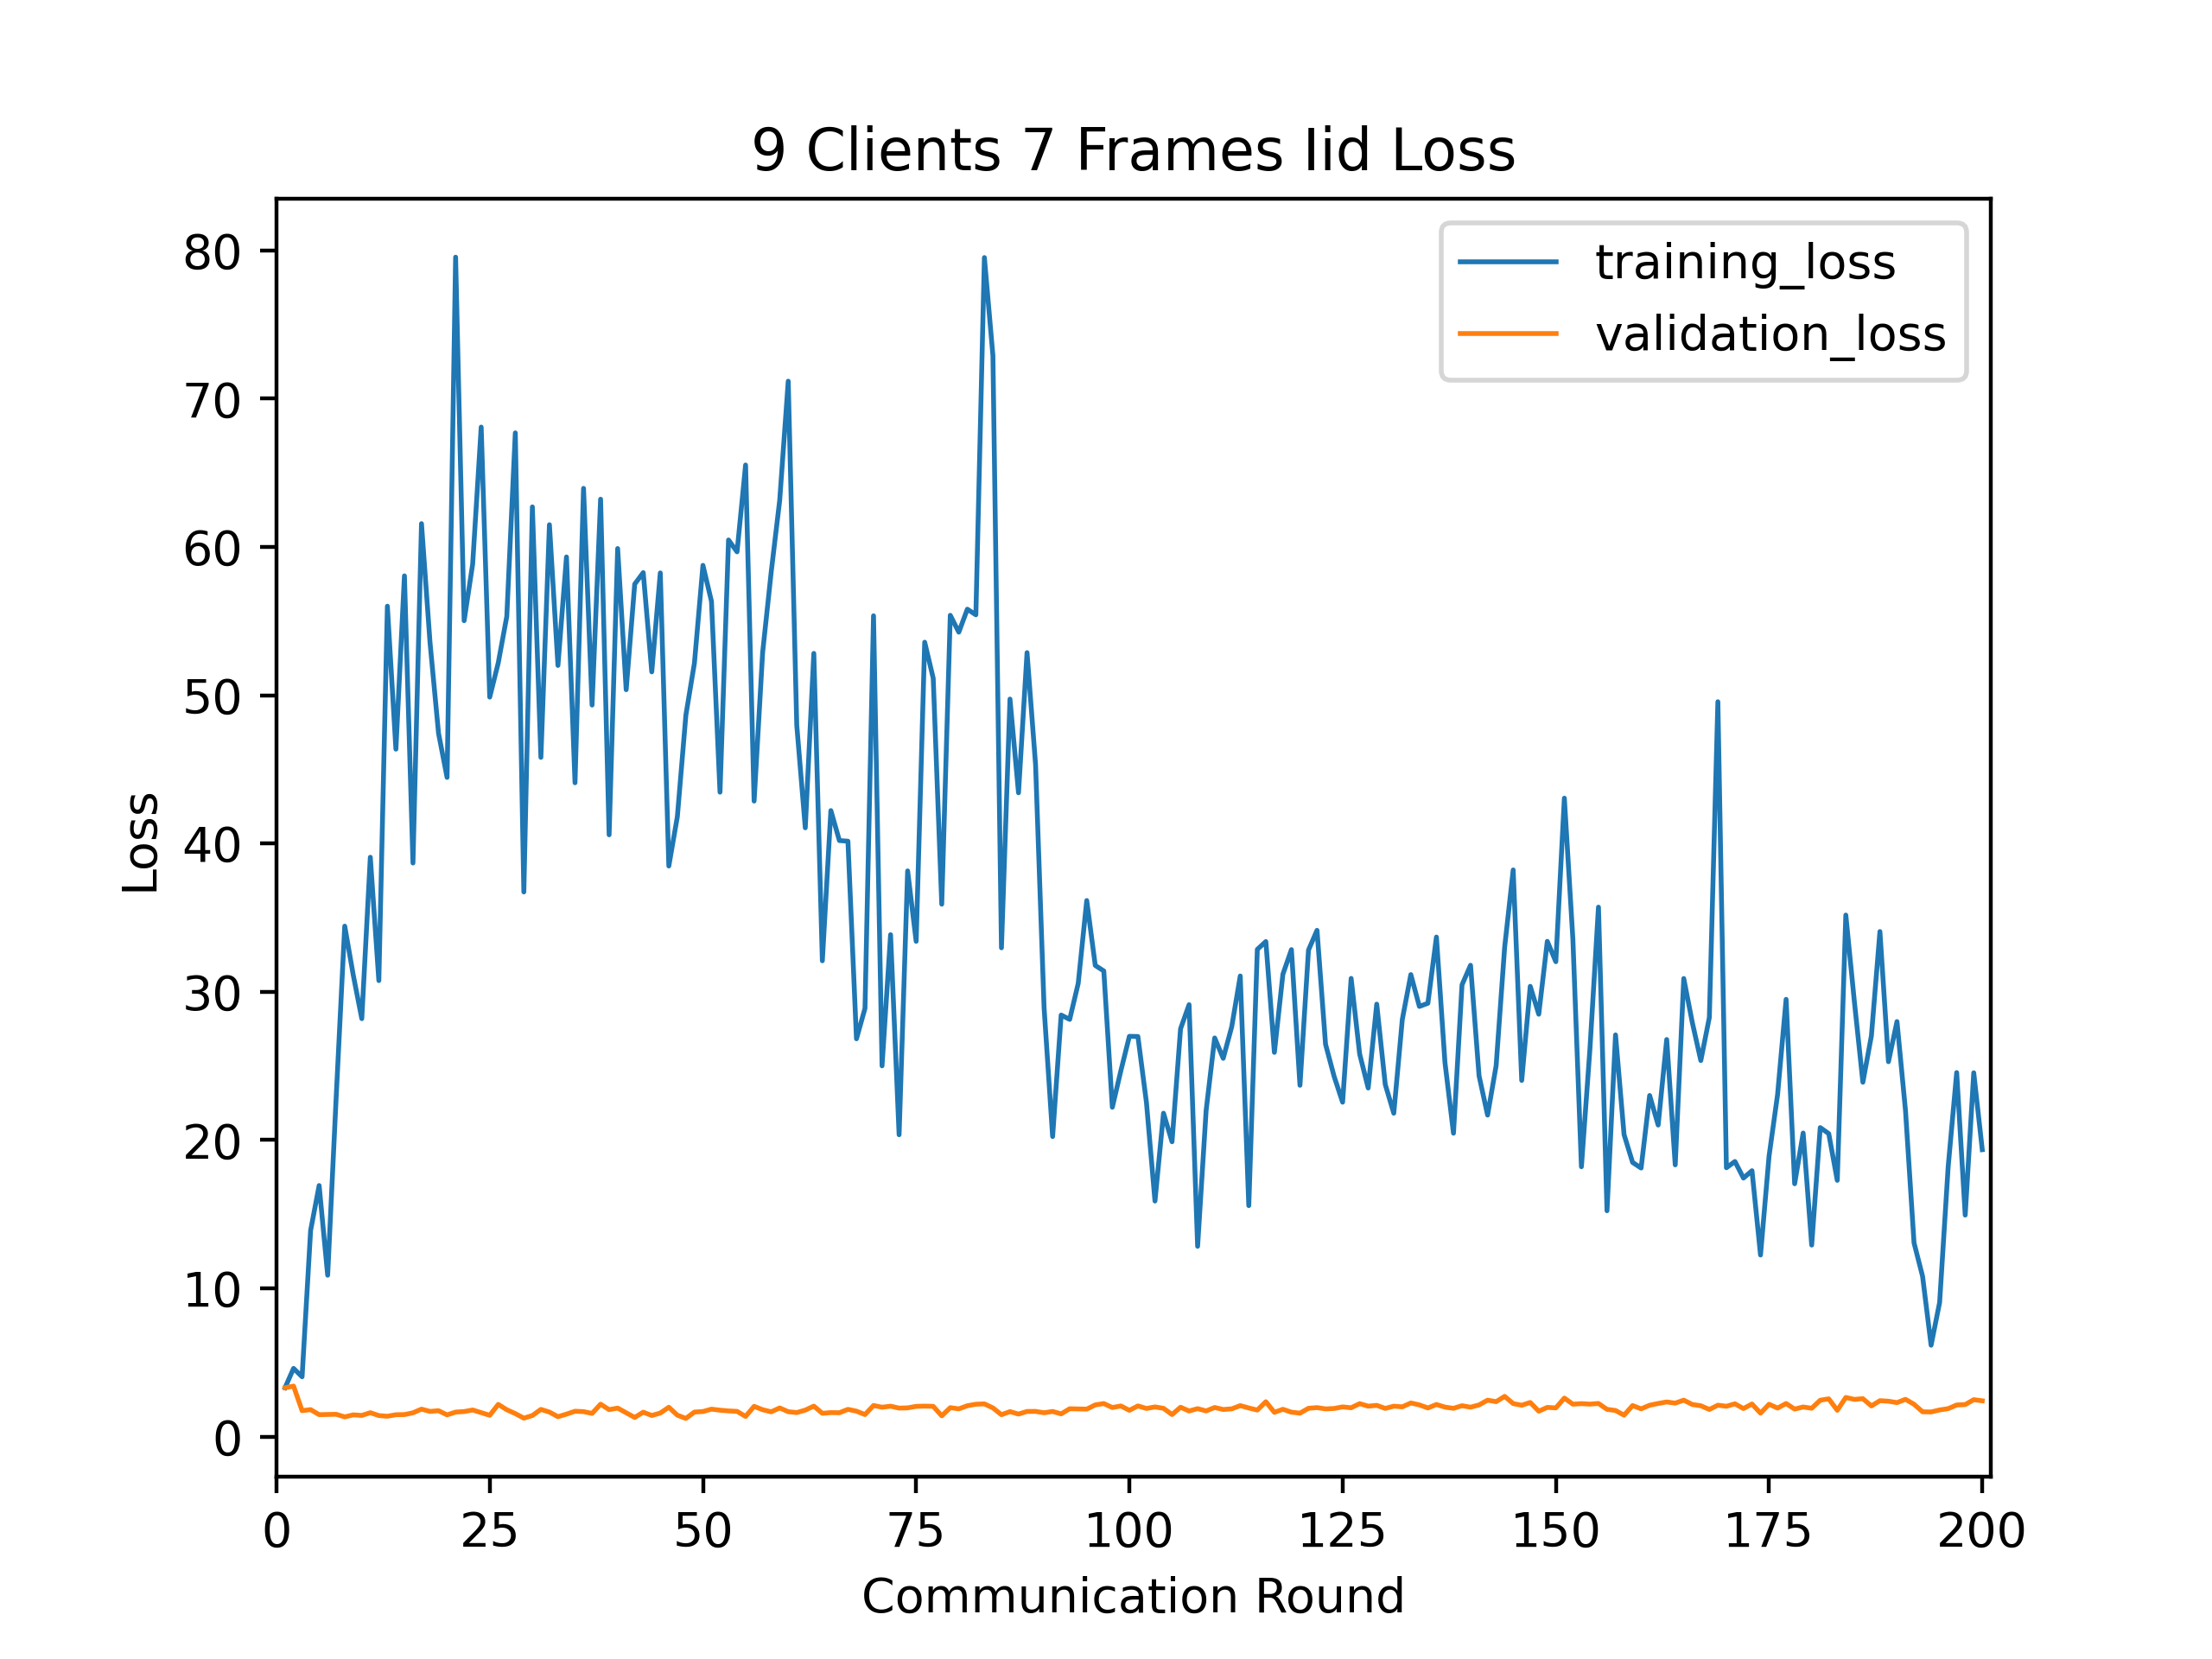 9 Clients 7 Frames Iid Loss
training_loss
validation_loss
80
70
60
50
40
30
20
10
0
Loss
0 25 50 75 100 125 150 175 200
Communication Round